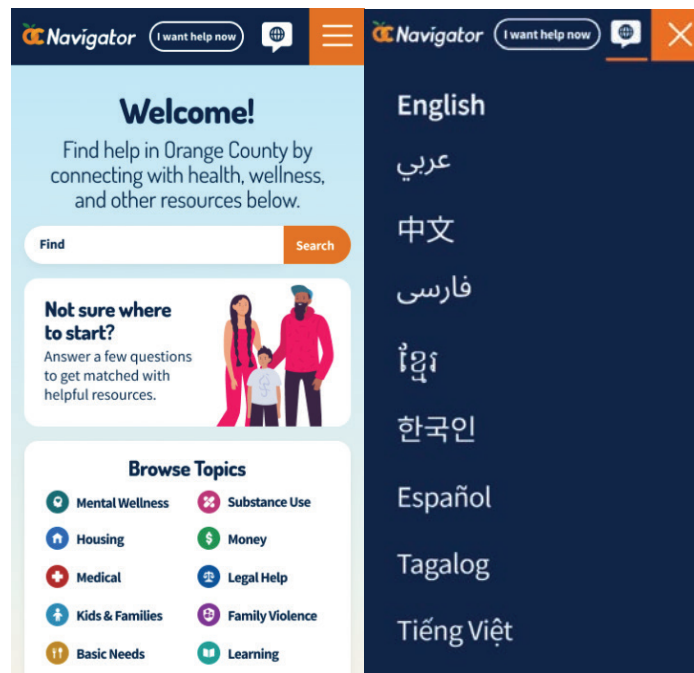 OC Navigator
I want help now
Welcome!
Find help in Orange County by
connecting with health, wellness,
and other resources below.
Find
Search
Not sure where
to start?
Answer a few questions
to get matched with
helpful resources.
Browse Topics
Mental Wellness
Substance Use
Housing
Money
Medical
Legal Help
Kids & Families
Family Violence
Basic Needs
Learning
OC Navigator
I want help now
English
عربي
中文
فارسی
ខ្មែរ
한국인
Español
Tagalog
Tiếng Việt